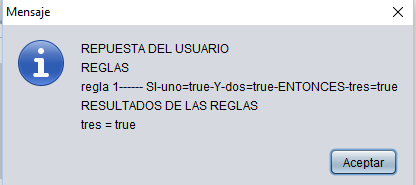 Mensaje
REPUESTA DEL USUARIO
REGLAS
regla 1------ SI-uno=true-Y-dos=true-ENTONCES-tres=true
RESULTADOS DE LAS REGLAS
tres = true
Aceptar